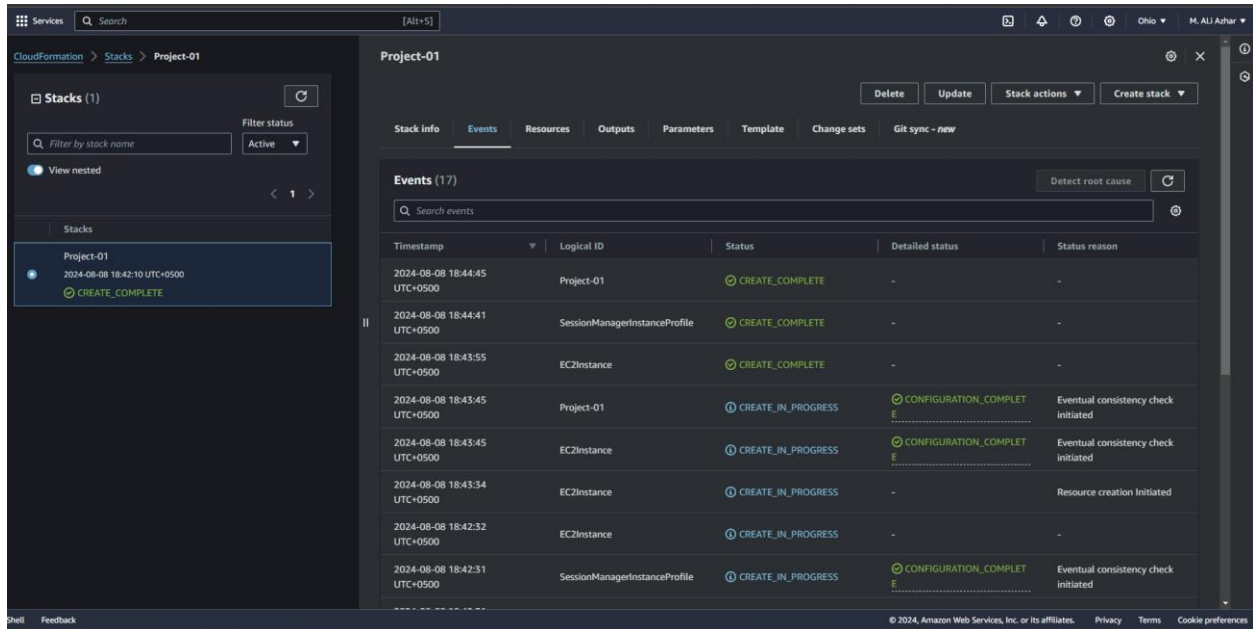 Services Search [Alt+S] Ohio ▼ M. ALi Azhar ▼
CloudFormation > Stacks > Project-01
Stacks (1)
Filter status
Filter by stack name Active ▼
View nested
< 1 >
Stacks
Project-01
2024-08-08 18:42:10 UTC+0500
CREATE_COMPLETE
Project-01
Delete Update Stack actions ▼ Create stack ▼
Stack info Events Resources Outputs Parameters Template Change sets Git sync - new
Events (17) Detect root cause
Search events
Timestamp Logical ID Status Detailed status Status reason
2024-08-08 18:44:45
UTC+0500 Project-01 CREATE_COMPLETE - -
2024-08-08 18:44:41
UTC+0500 SessionManagerInstanceProfile CREATE_COMPLETE - -
2024-08-08 18:43:55
UTC+0500 EC2Instance CREATE_COMPLETE - -
2024-08-08 18:43:45 CONFIGURATION_COMPLET Eventual consistency check
UTC+0500 Project-01 CREATE_IN_PROGRESS E initiated
2024-08-08 18:43:45 CONFIGURATION_COMPLET Eventual consistency check
UTC+0500 EC2Instance CREATE_IN_PROGRESS E initiated
2024-08-08 18:43:34
UTC+0500 EC2Instance CREATE_IN_PROGRESS - Resource creation Initiated
2024-08-08 18:42:32
UTC+0500 EC2Instance CREATE_IN_PROGRESS - -
2024-08-08 18:42:31 CONFIGURATION_COMPLET Eventual consistency check
UTC+0500 SessionManagerInstanceProfile CREATE_IN_PROGRESS E initiated
Shell Feedback © 2024, Amazon Web Services, Inc. or its affiliates. Privacy Terms Cookie preferences